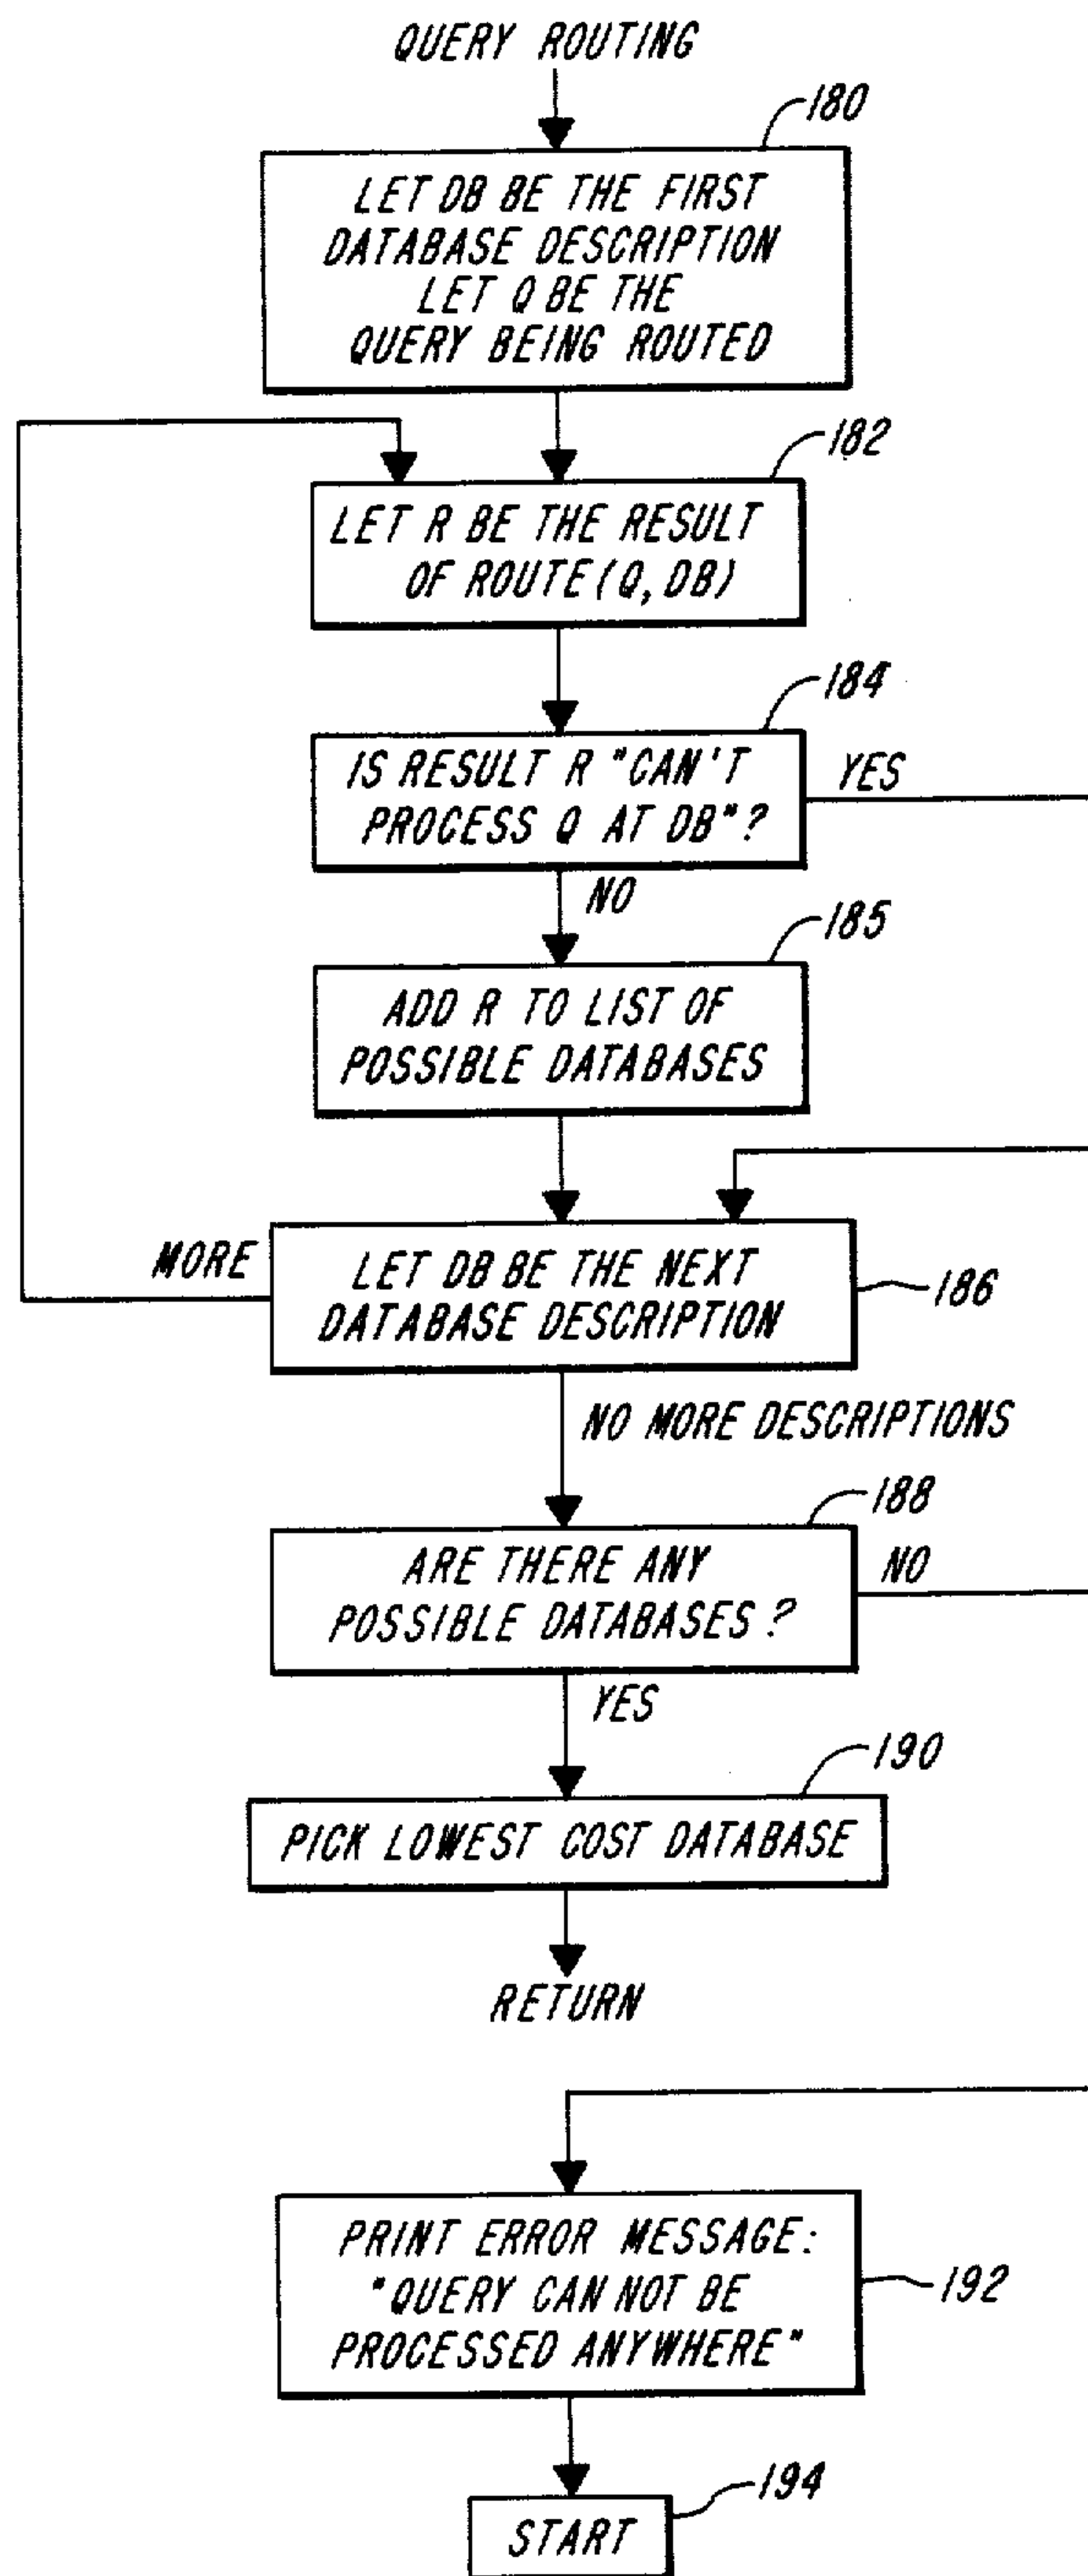 QUERY ROUTING
180
LET DB BE THE FIRST
DATABASE DESCRIPTION
LET Q BE THE
QUERY BEING ROUTED
182
LET R BE THE RESULT
OF ROUTE (Q, DB)
184
IS RESULT R "CAN'T
PROCESS Q AT DB"?
YES
NO
185
ADD R TO LIST OF
POSSIBLE DATABASES
MORE
LET DB BE THE NEXT
DATABASE DESCRIPTION
186
NO MORE DESCRIPTIONS
188
ARE THERE ANY
POSSIBLE DATABASES?
NO
YES
190
PICK LOWEST COST DATABASE
RETURN
PRINT ERROR MESSAGE:
"QUERY CAN NOT BE
PROCESSED ANYWHERE"
192
194
START